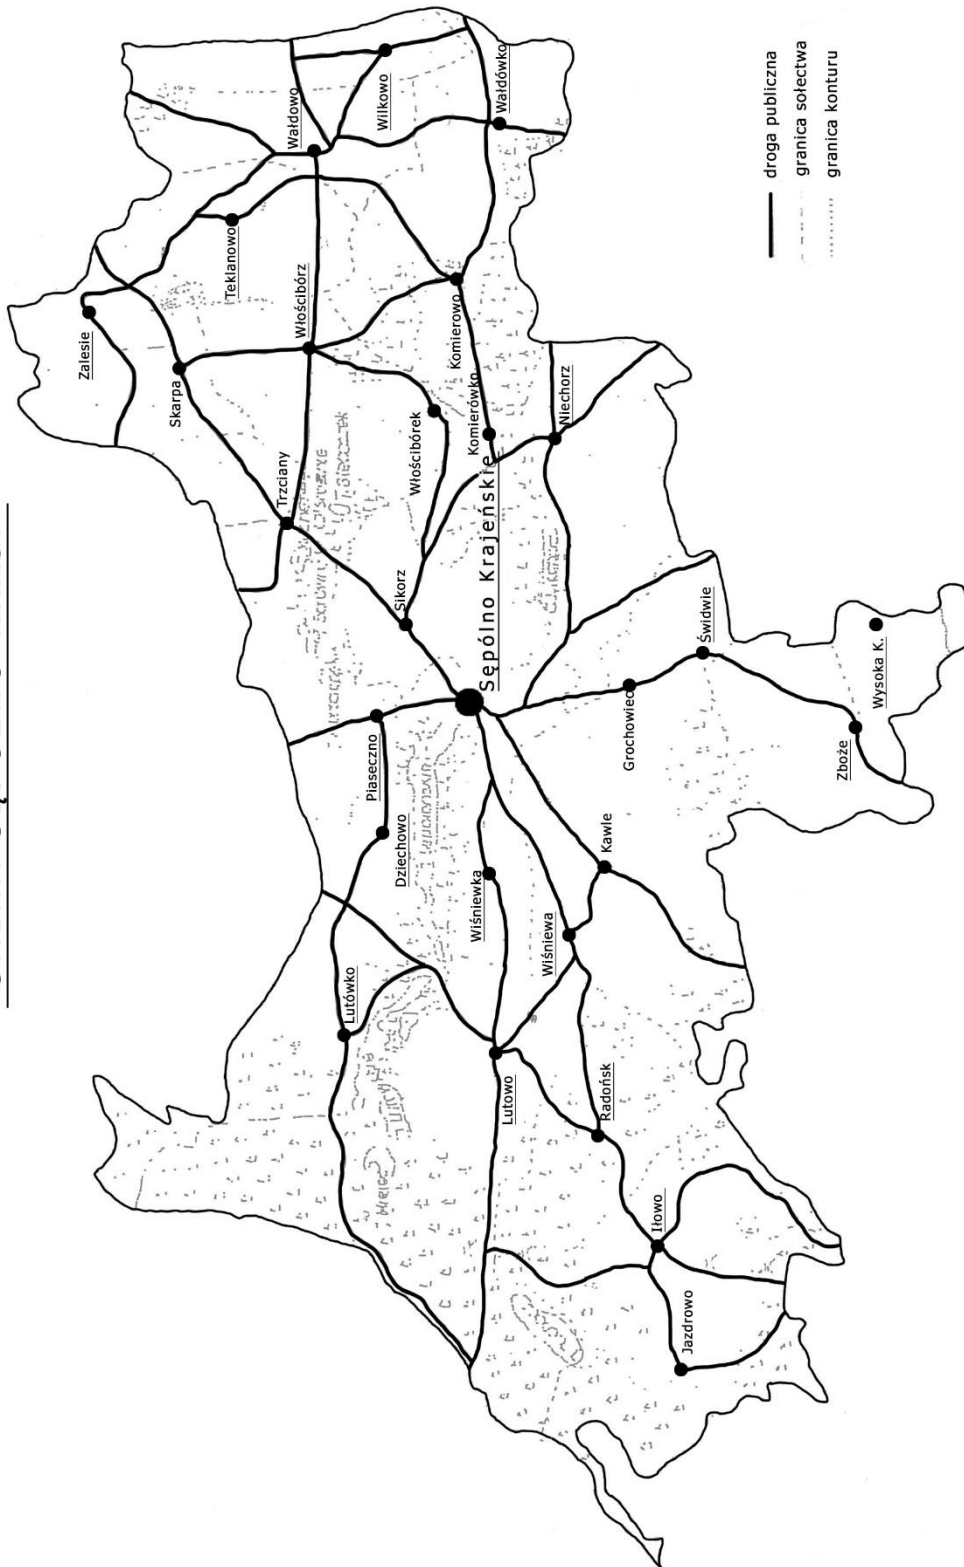 Zalesie
Skarpa
Teklanowo
Trzciany
Wałdowo
Włościbórz
Lutówko
Piaseczno
Wilkowo
Sikorz
Dziechowo
Włościbórek
Komierowo
Komierówko
Wiśniewka
Sępólno Krajeńskie
Wałdówko
Lutowo
Wiśniewa
Niechorz
Radońsk
Kawle
Grochowiec
Iłowo
Jazdrowo
Świdwie
Zboże
Wysoka K.
droga publiczna
granica sołectwa
granica konturu